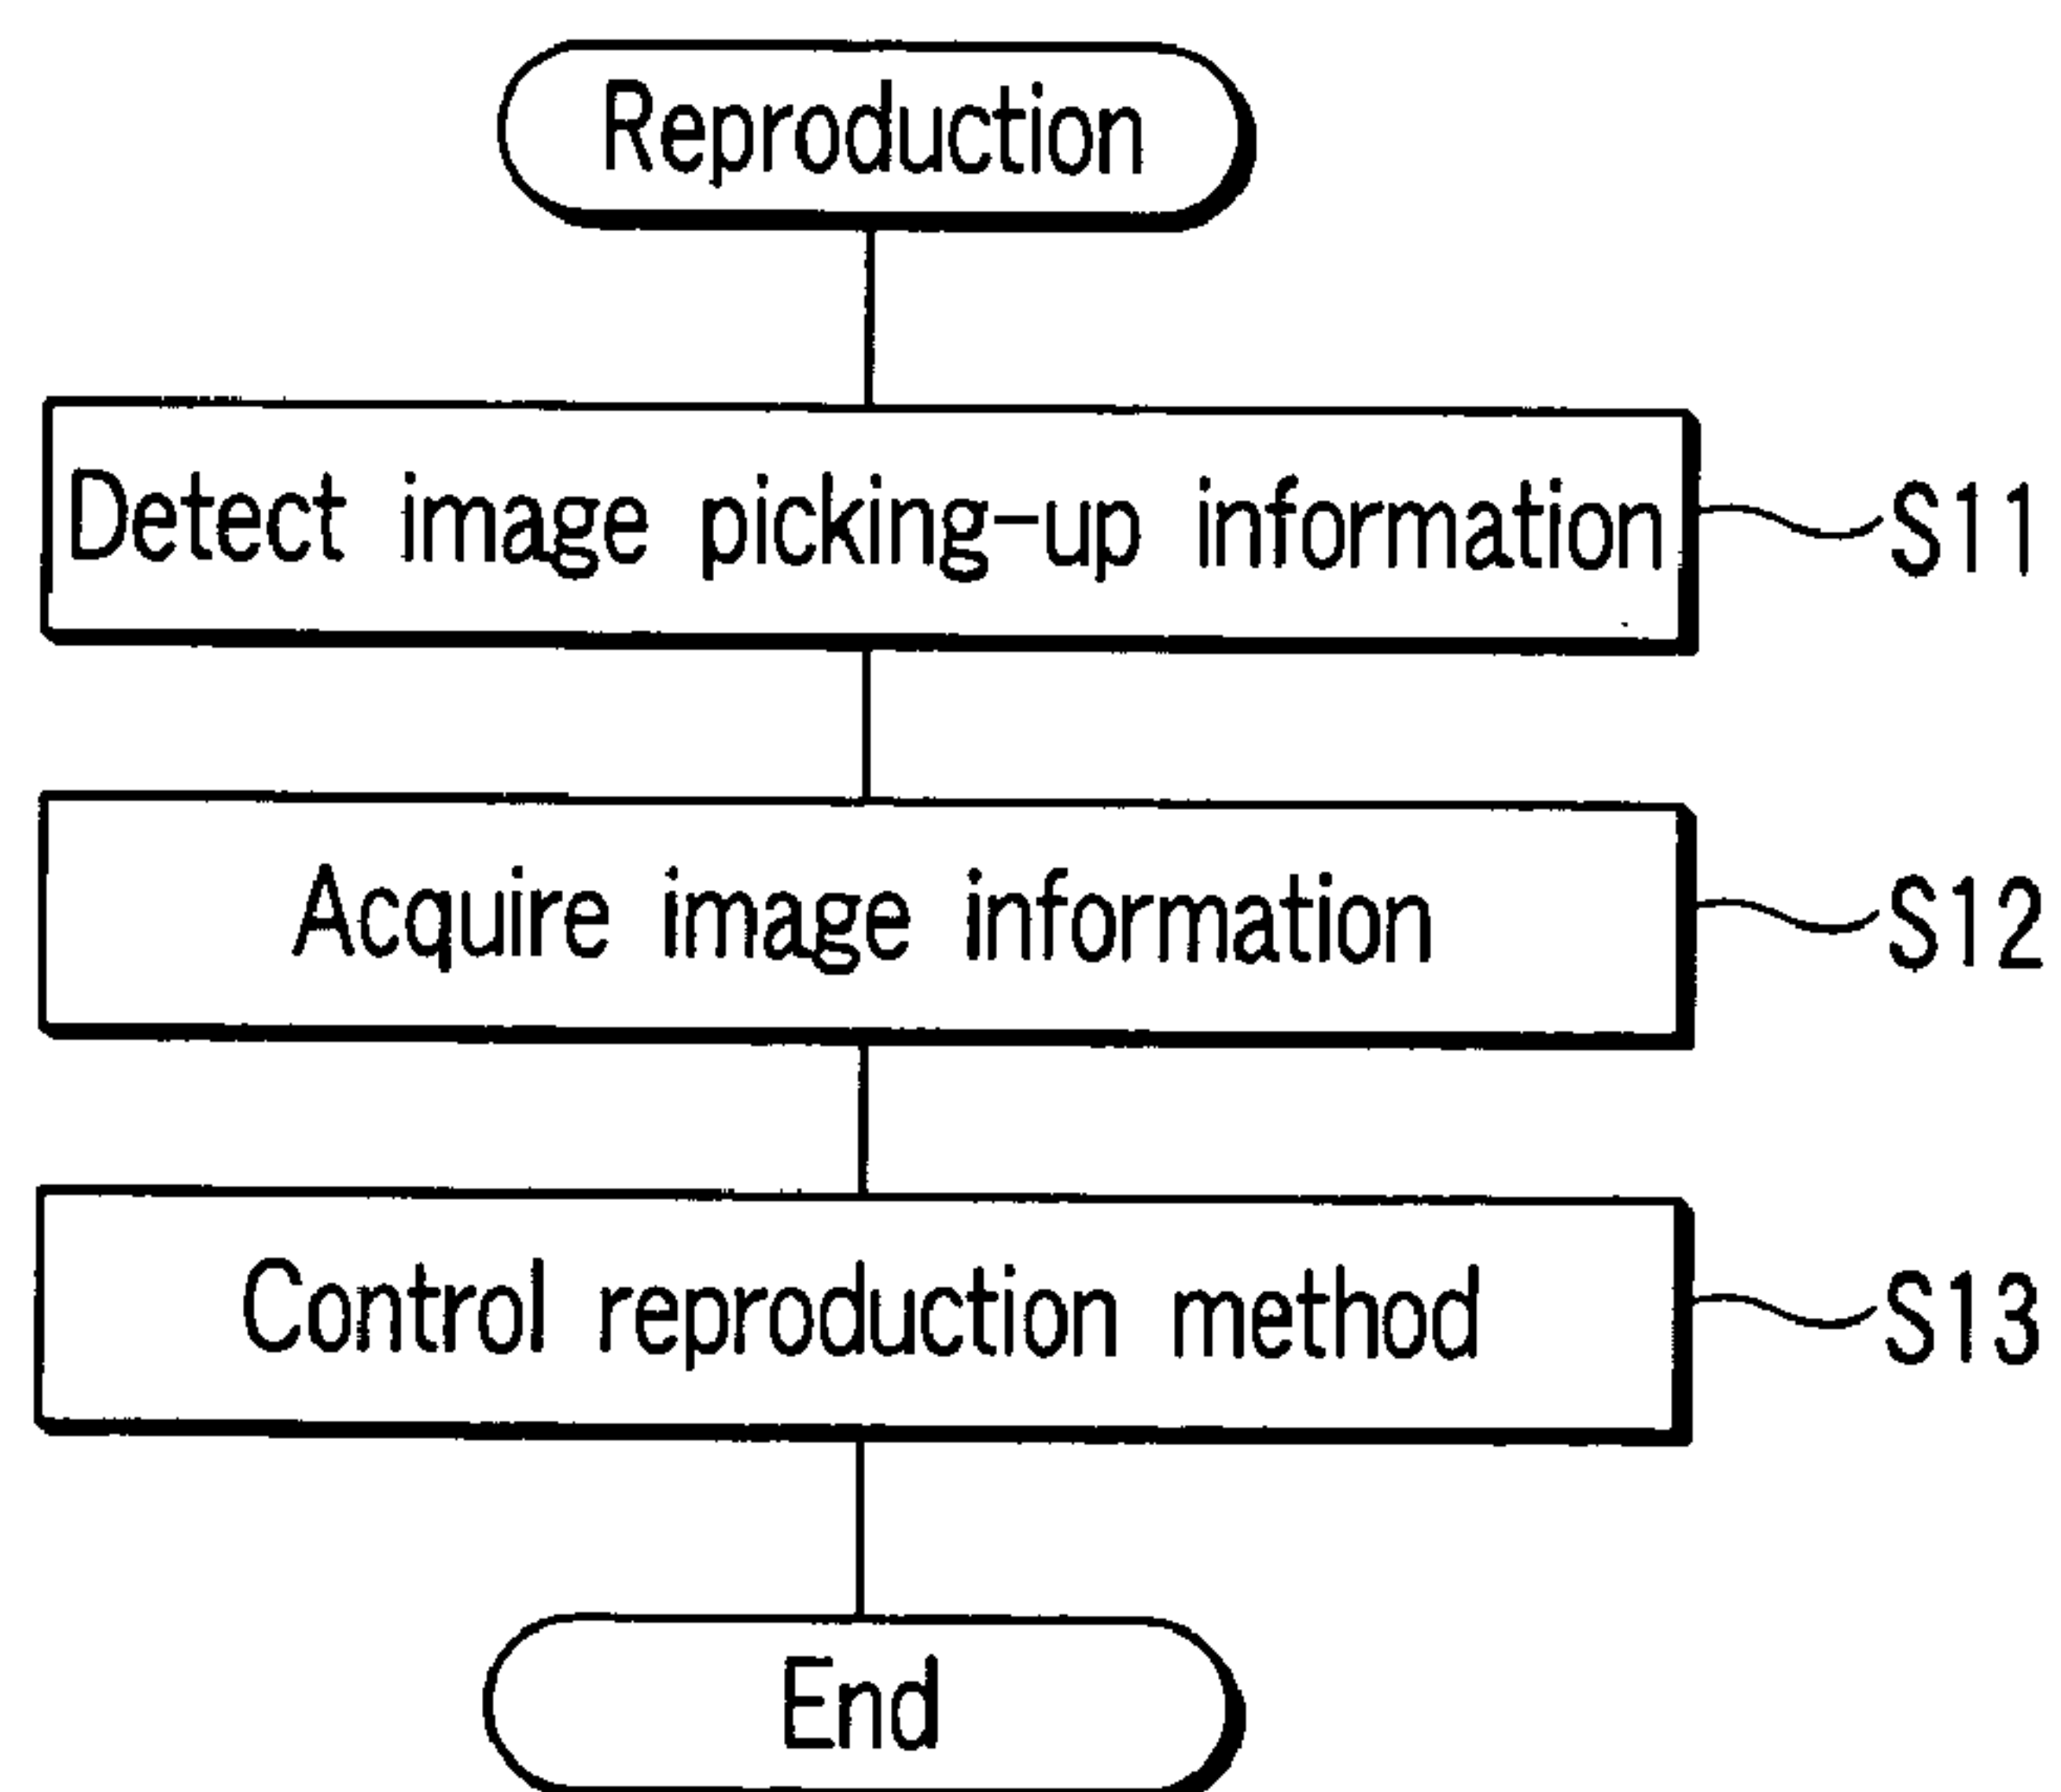 Reproduction
Detect image picking-up information S11
Acquire image information S12
Control reproduction method S13
End